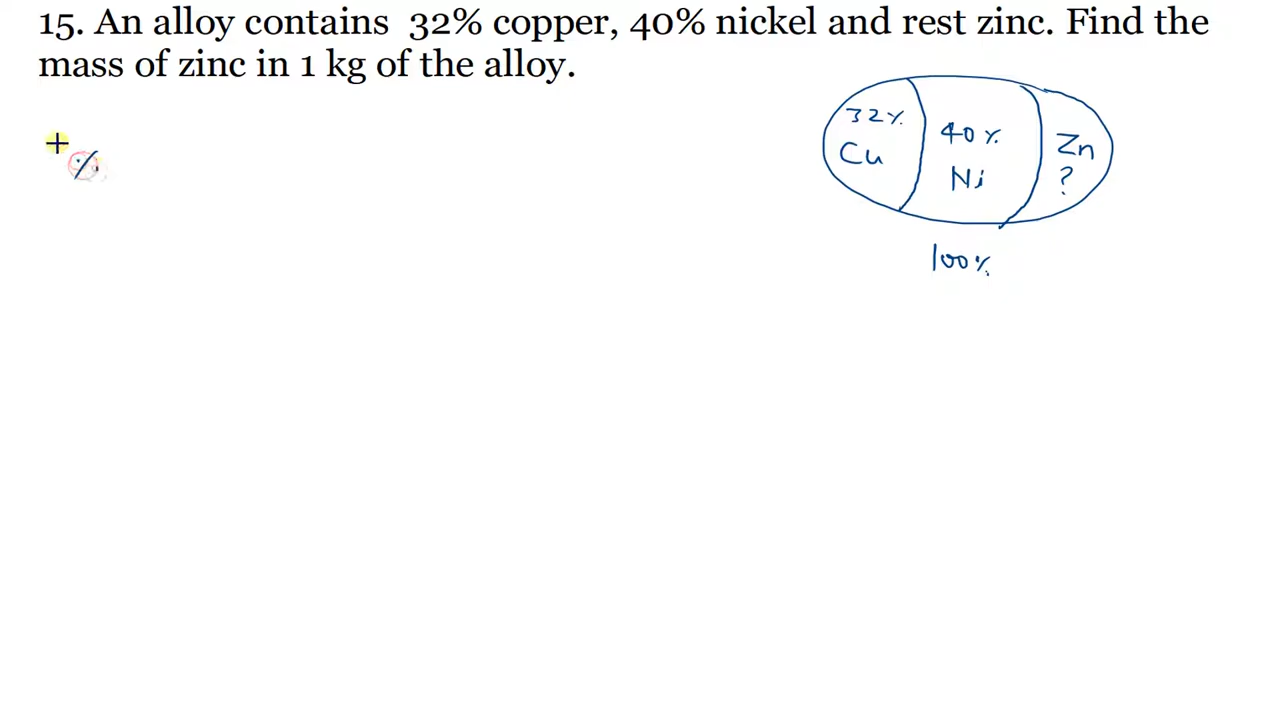 15. An alloy contains 32% copper, 40% nickel and rest zinc. Find the
mass of zinc in 1 kg of the alloy.
32%
Cu
40%
Ni
Zn
?
100%
%